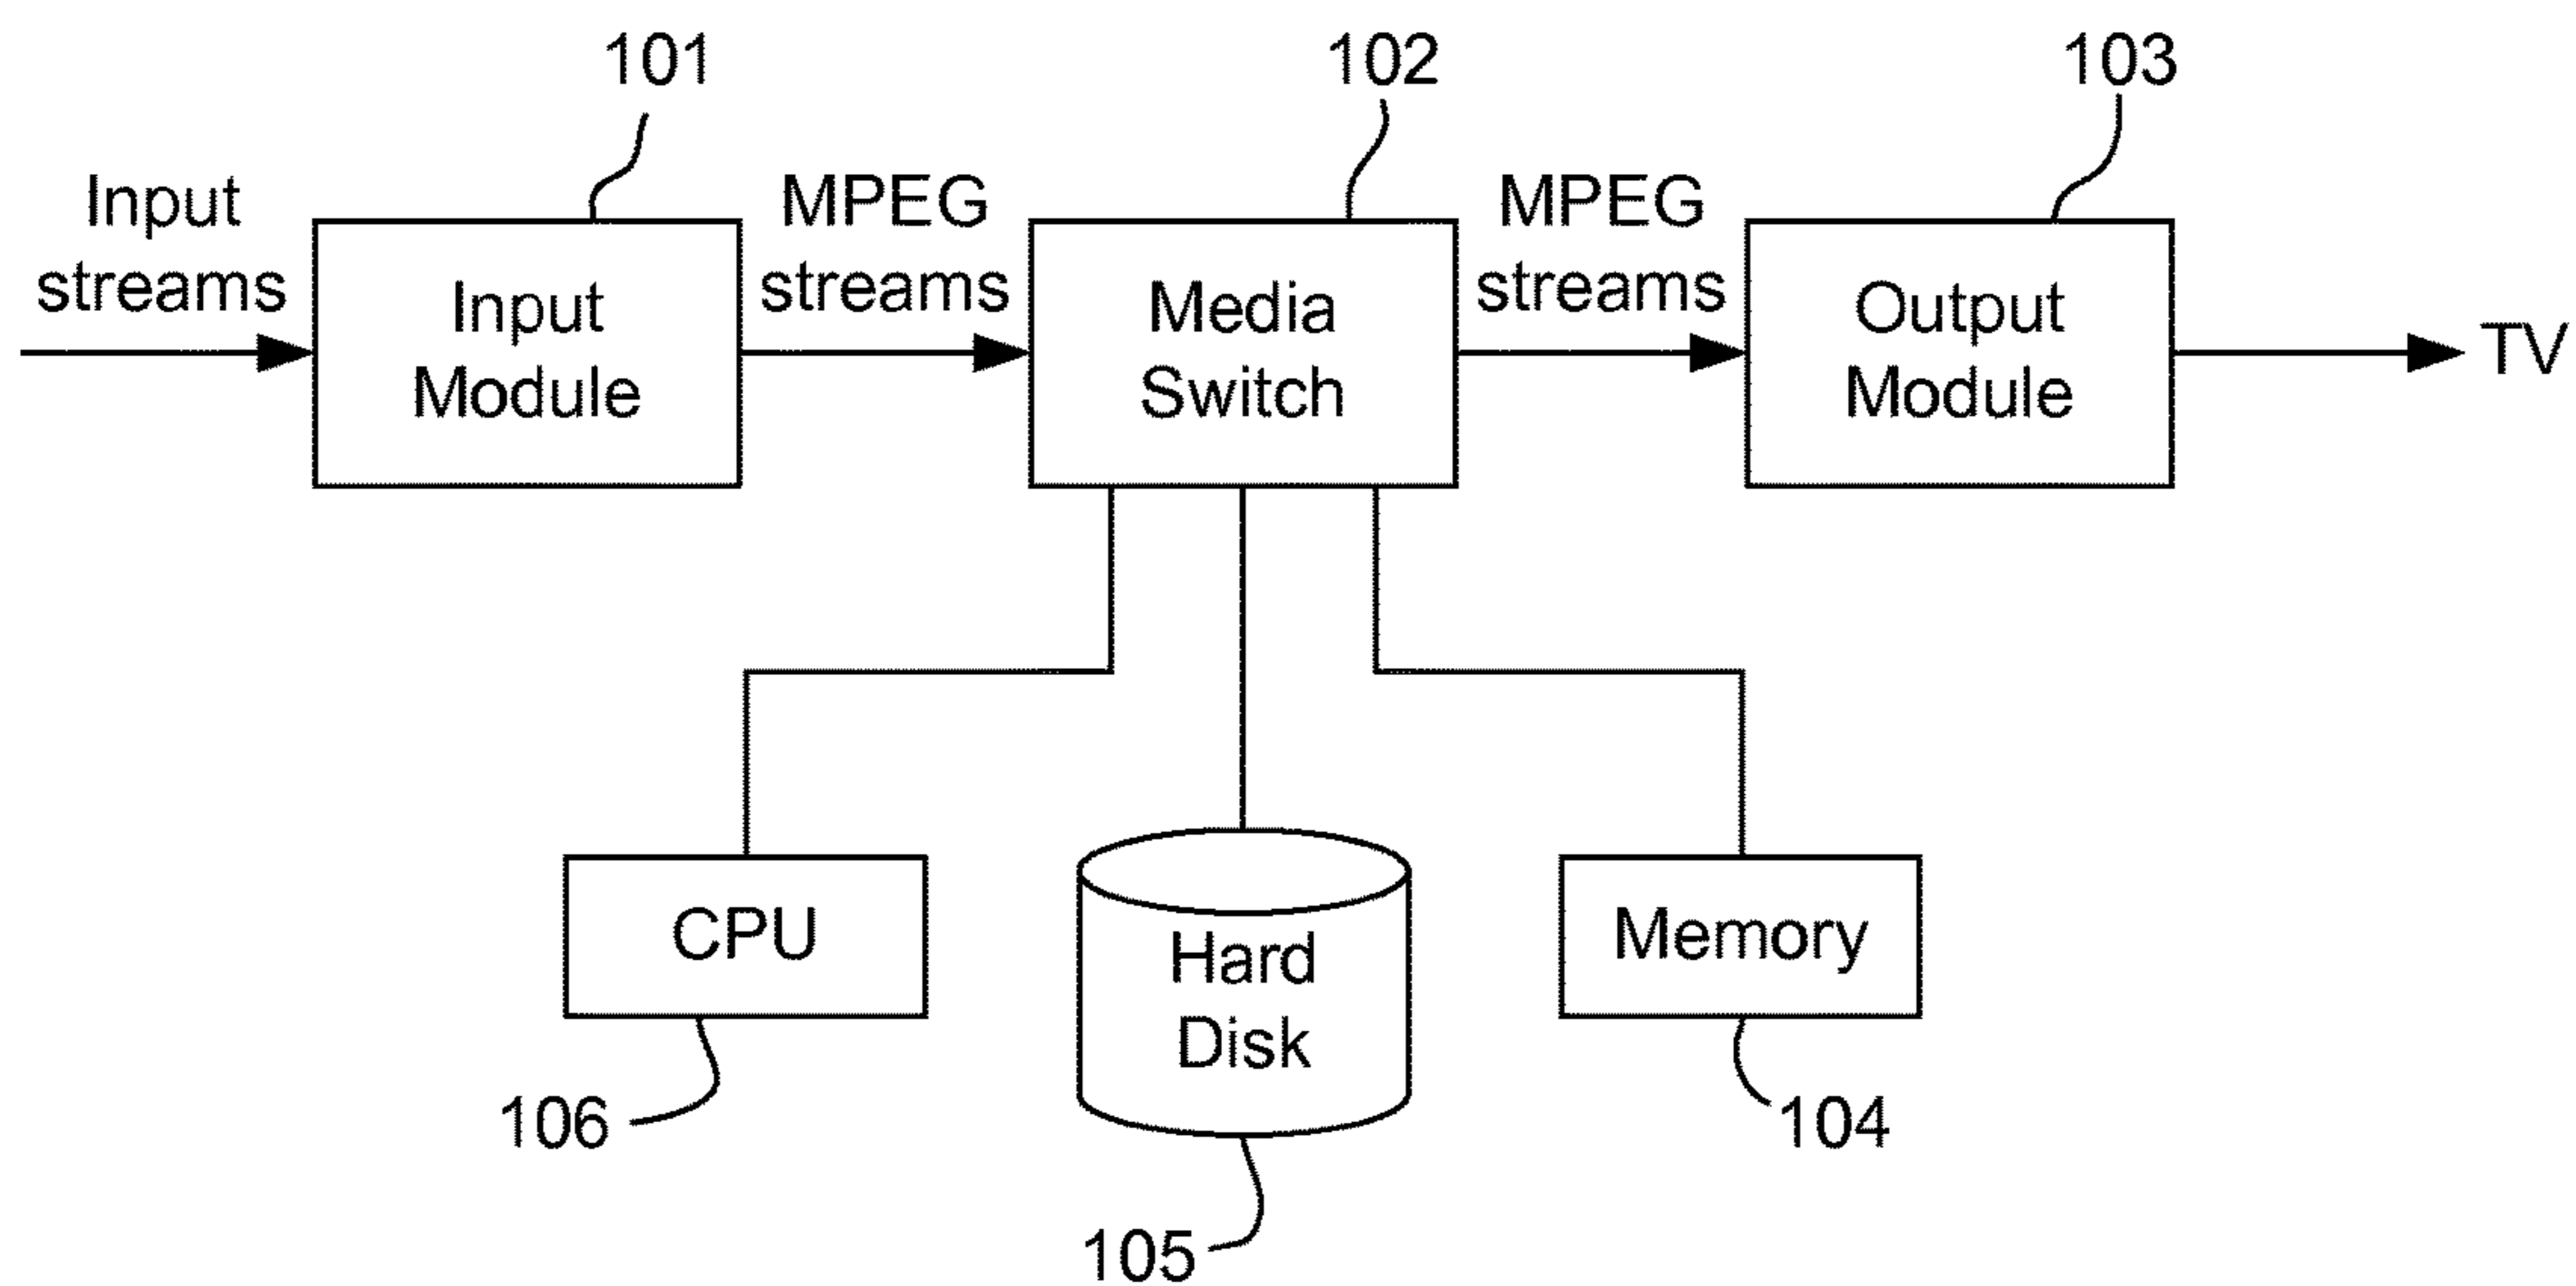 101
102
103
Input
streams
MPEG
streams
MPEG
streams
Input
Module
Media
Switch
Output
Module
TV
CPU
Hard
Disk
Memory
106
105
104